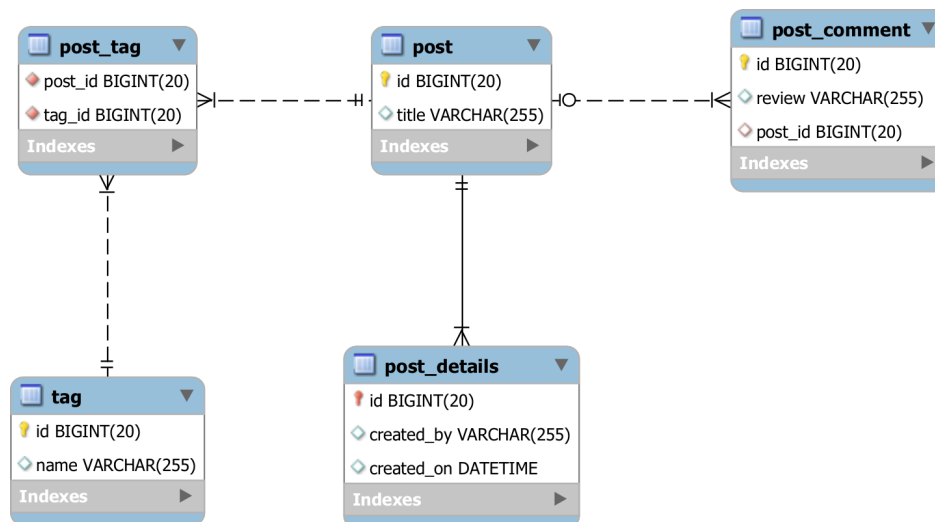 post_tag
post_id BIGINT(20)
tag_id BIGINT(20)
Indexes
post
id BIGINT(20)
title VARCHAR(255)
Indexes
post_comment
id BIGINT(20)
review VARCHAR(255)
post_id BIGINT(20)
Indexes
tag
id BIGINT(20)
name VARCHAR(255)
Indexes
post_details
id BIGINT(20)
created_by VARCHAR(255)
created_on DATETIME
Indexes